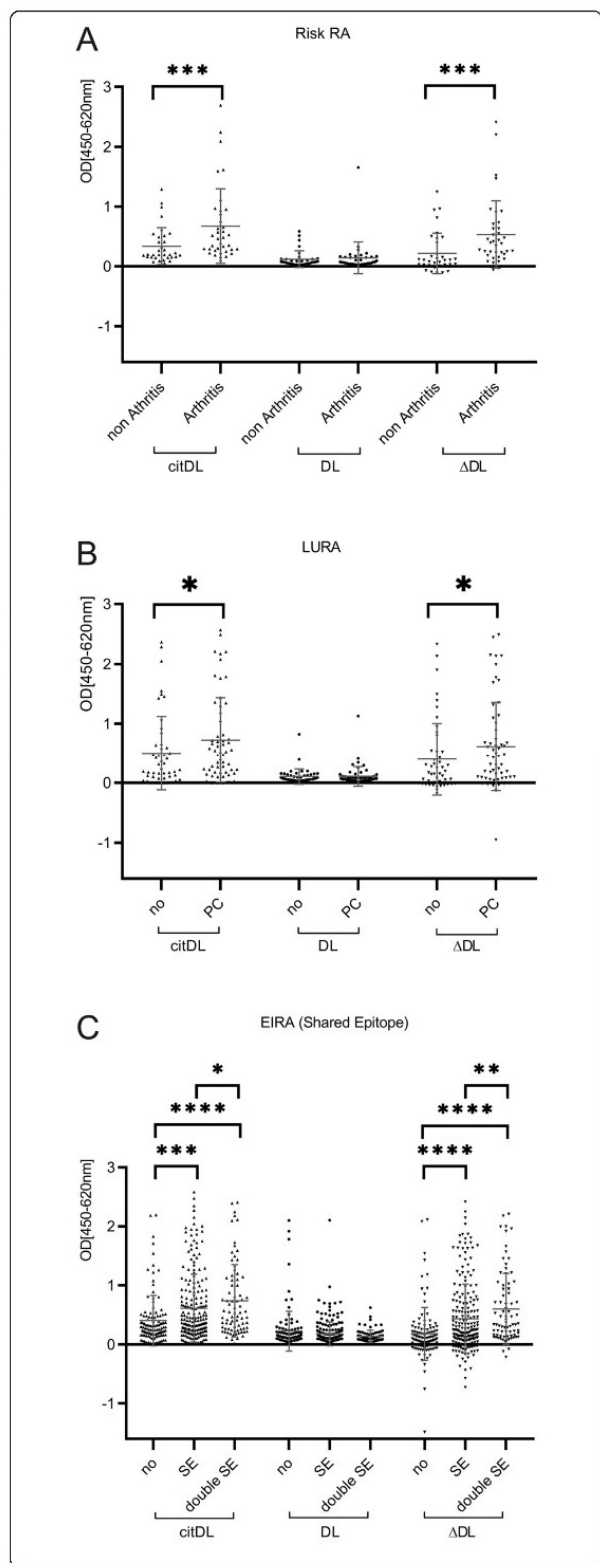 A
Risk RA
***
***
OD[450-620nm]
3
2
1
0
-1
non Athritis
Arthritis
non Athritis
Arthritis
non Athritis
Arthritis
citDL
DL
ΔDL
B
LURA
*
*
OD[450-620nm]
3
2
1
0
-1
no
PC
no
PC
no
PC
citDL
DL
ΔDL
C
EIRA (Shared Epitope)
*
**
****
****
***
****
OD[450-620nm]
3
2
1
0
-1
no
SE
double SE
no
SE
double SE
no
SE
double SE
citDL
DL
ΔDL